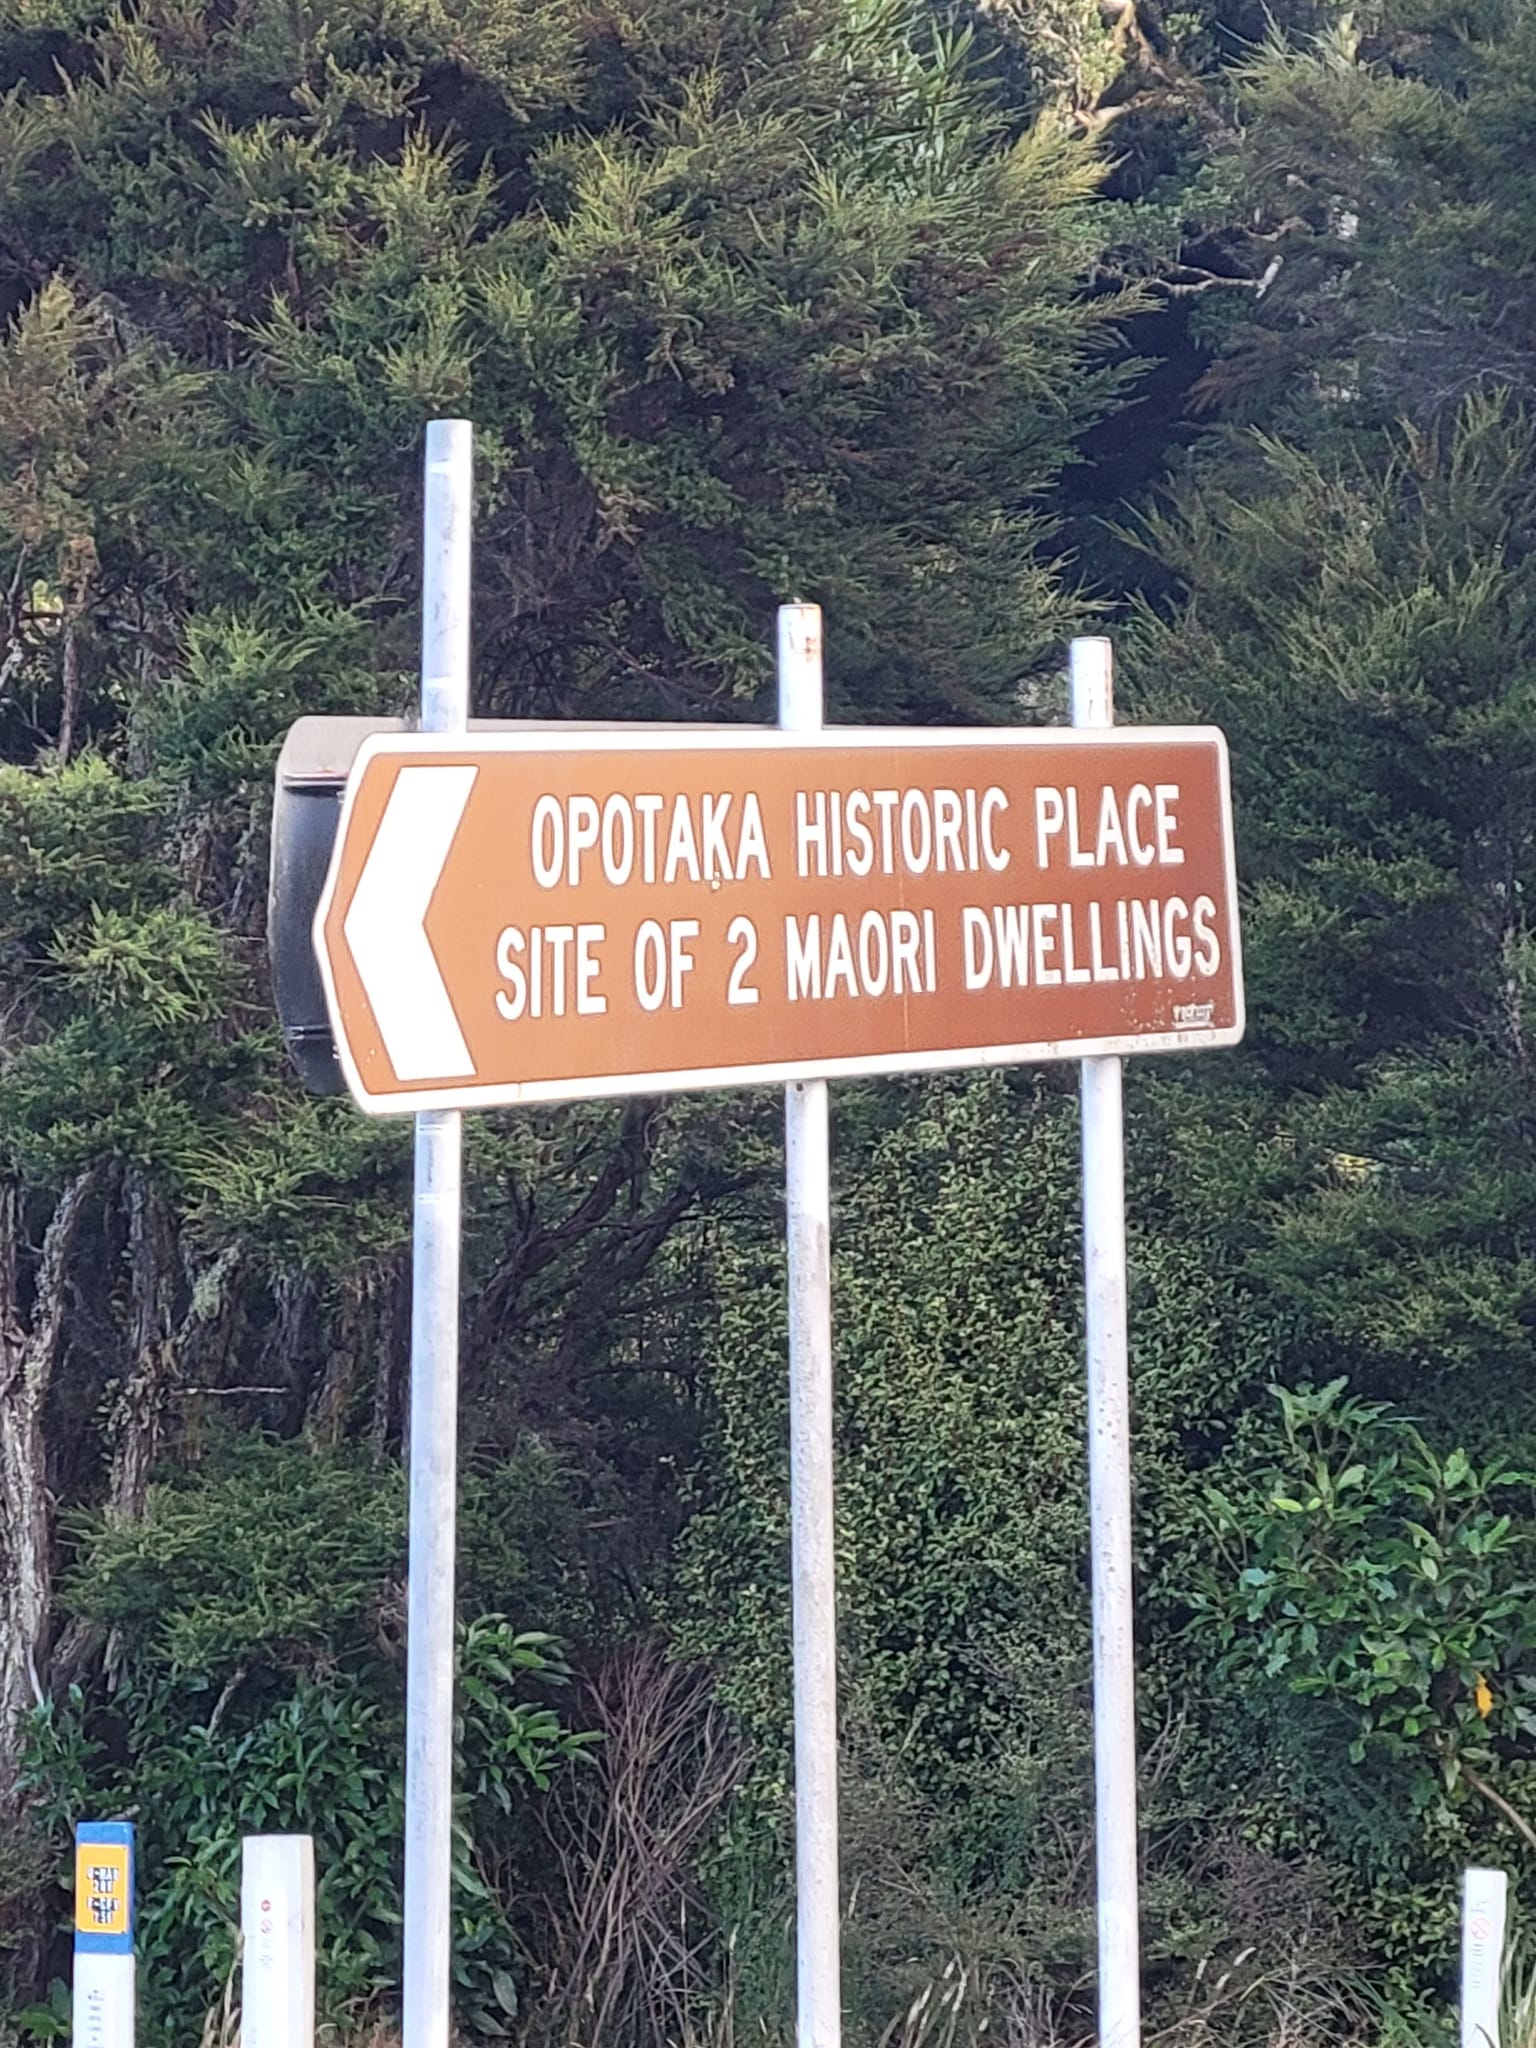 OPOTAKA HISTORIC PLACE
SITE OF 2 MAORI DWELLINGS